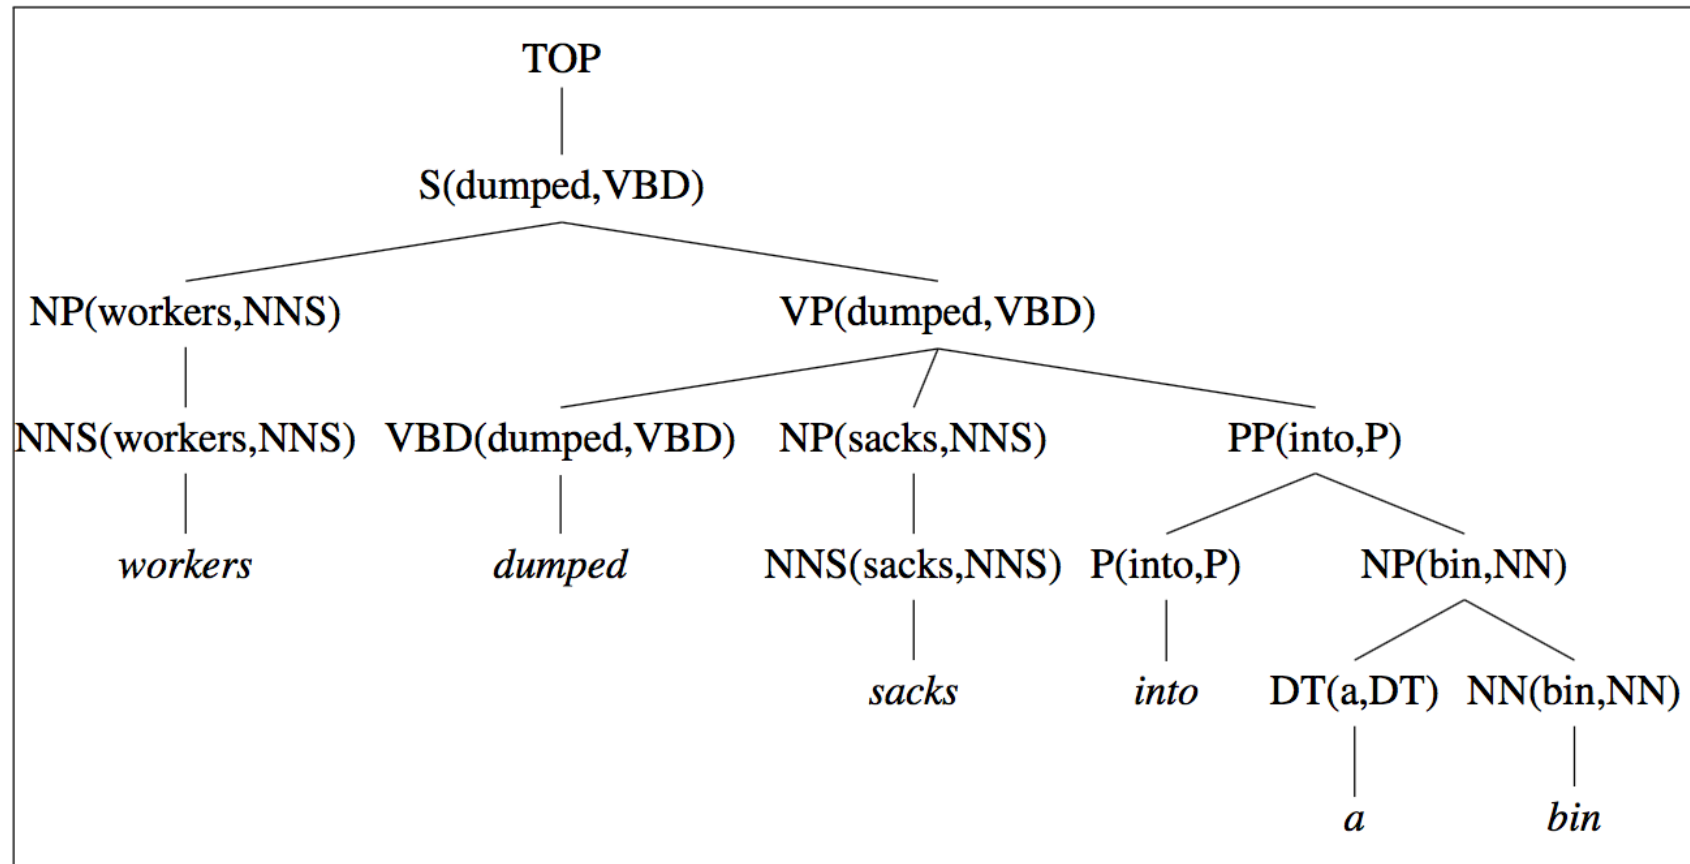 TOP
S(dumped,VBD)
NP(workers,NNS) VP(dumped,VBD)
NNS(workers,NNS) VBD(dumped,VBD) NP(sacks,NNS) PP(into,P)
workers dumped NNS(sacks,NNS) P(into,P) NP(bin,NN)
sacks into DT(a,DT) NN(bin,NN)
a bin